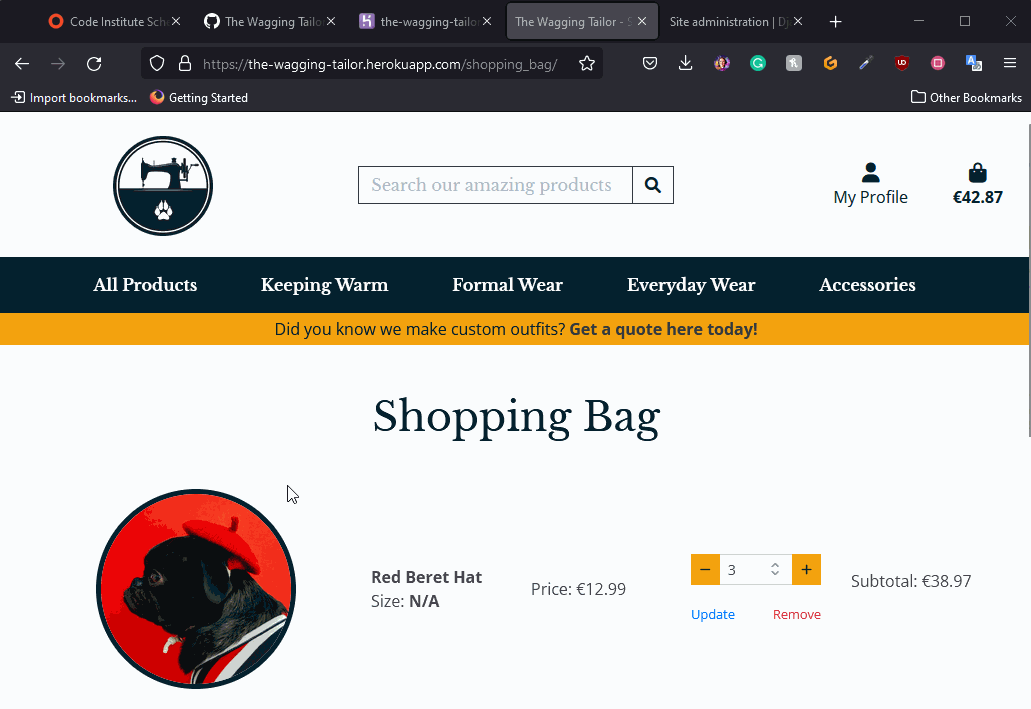 Code Institute Sch
The Wagging Tailo
the-wagging-tailor
The Wagging Tailor - S
Site administration | Dj
https://the-wagging-tailor.herokuapp.com/shopping_bag/
Import bookmarks...
Getting Started
Other Bookmarks
Search our amazing products
My Profile
€42.87
All Products
Keeping Warm
Formal Wear
Everyday Wear
Accessories
Did you know we make custom outfits? Get a quote here today!
Shopping Bag
Red Beret Hat
Size: N/A
Price: €12.99
− 3 +
Update
Remove
Subtotal: €38.97